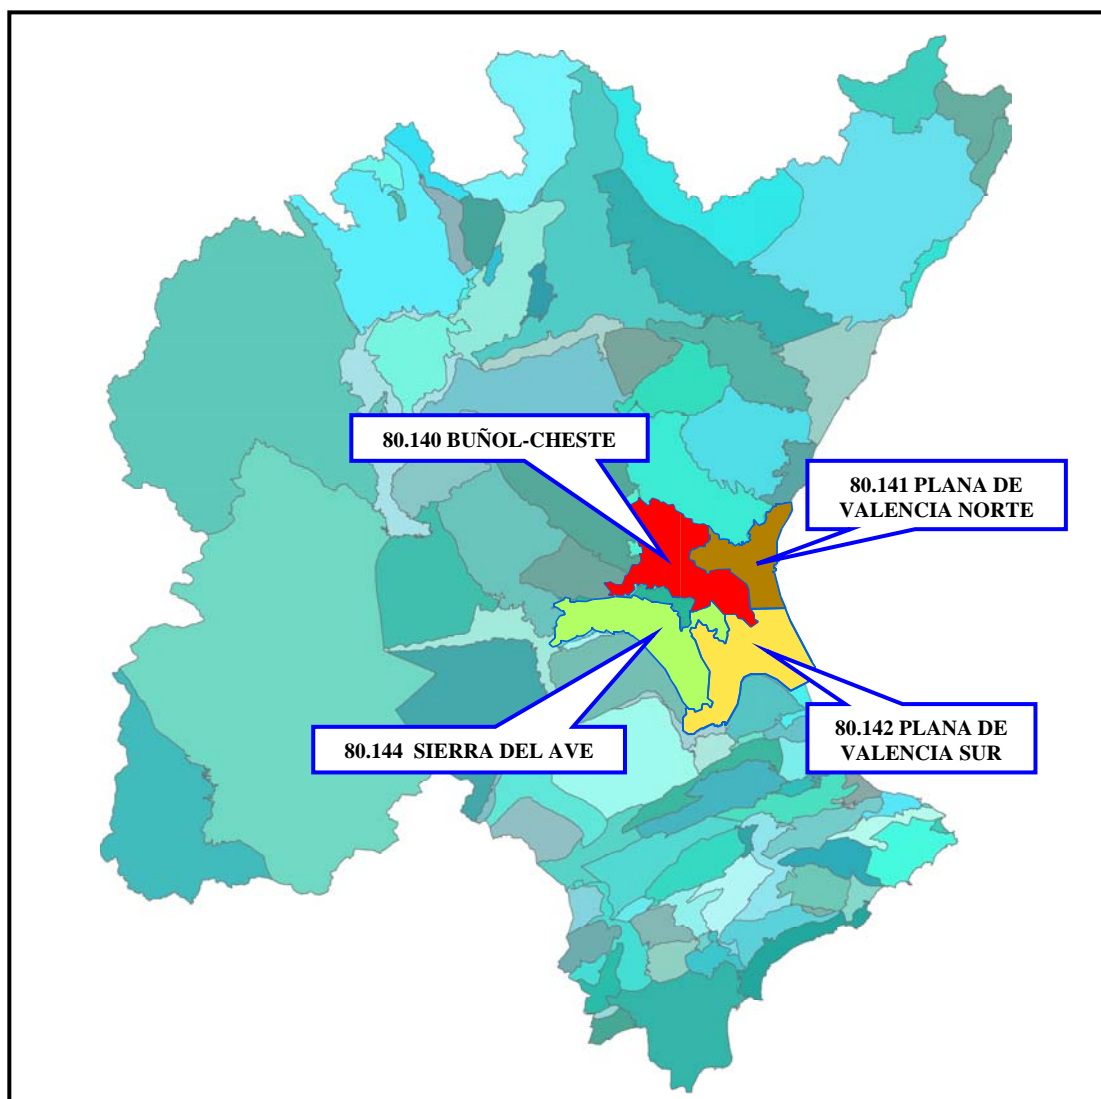 80.140 BUÑOL-CHESTE
80.141 PLANA DE
VALENCIA NORTE
80.144 SIERRA DEL AVE
80.142 PLANA DE
VALENCIA SUR